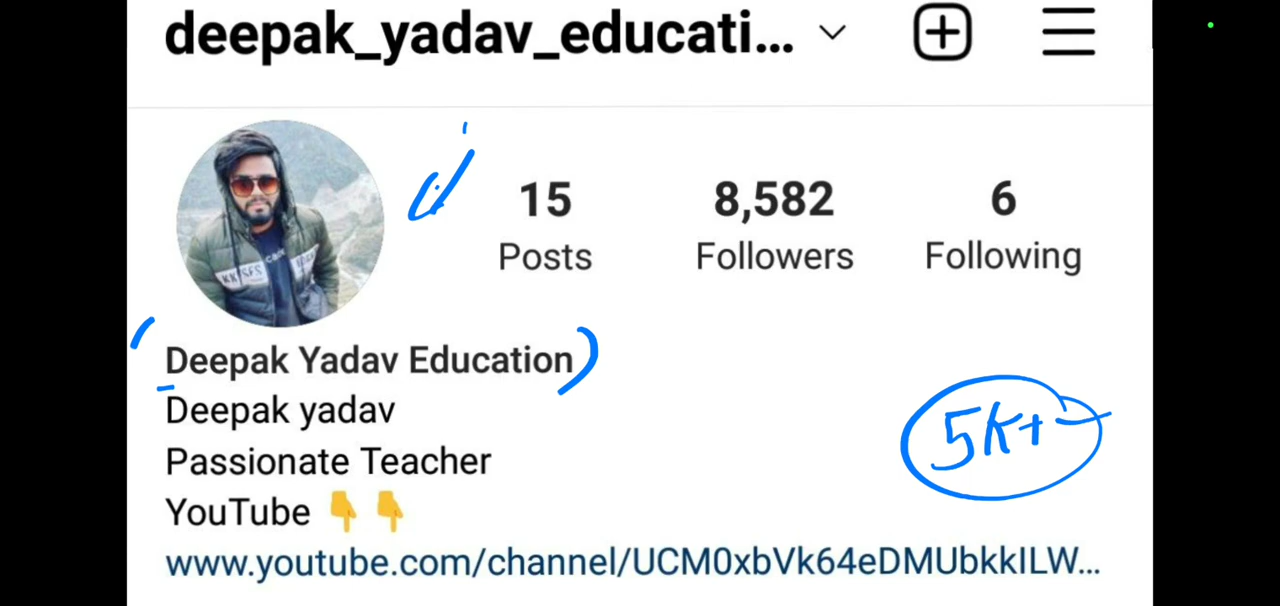 deepak_yadav_educati...
15 8,582 6
Posts Followers Following
Deepak Yadav Education
Deepak yadav
Passionate Teacher
YouTube 👇 👇
www.youtube.com/channel/UCM0xbVk64eDMUbkkILW...
5K+